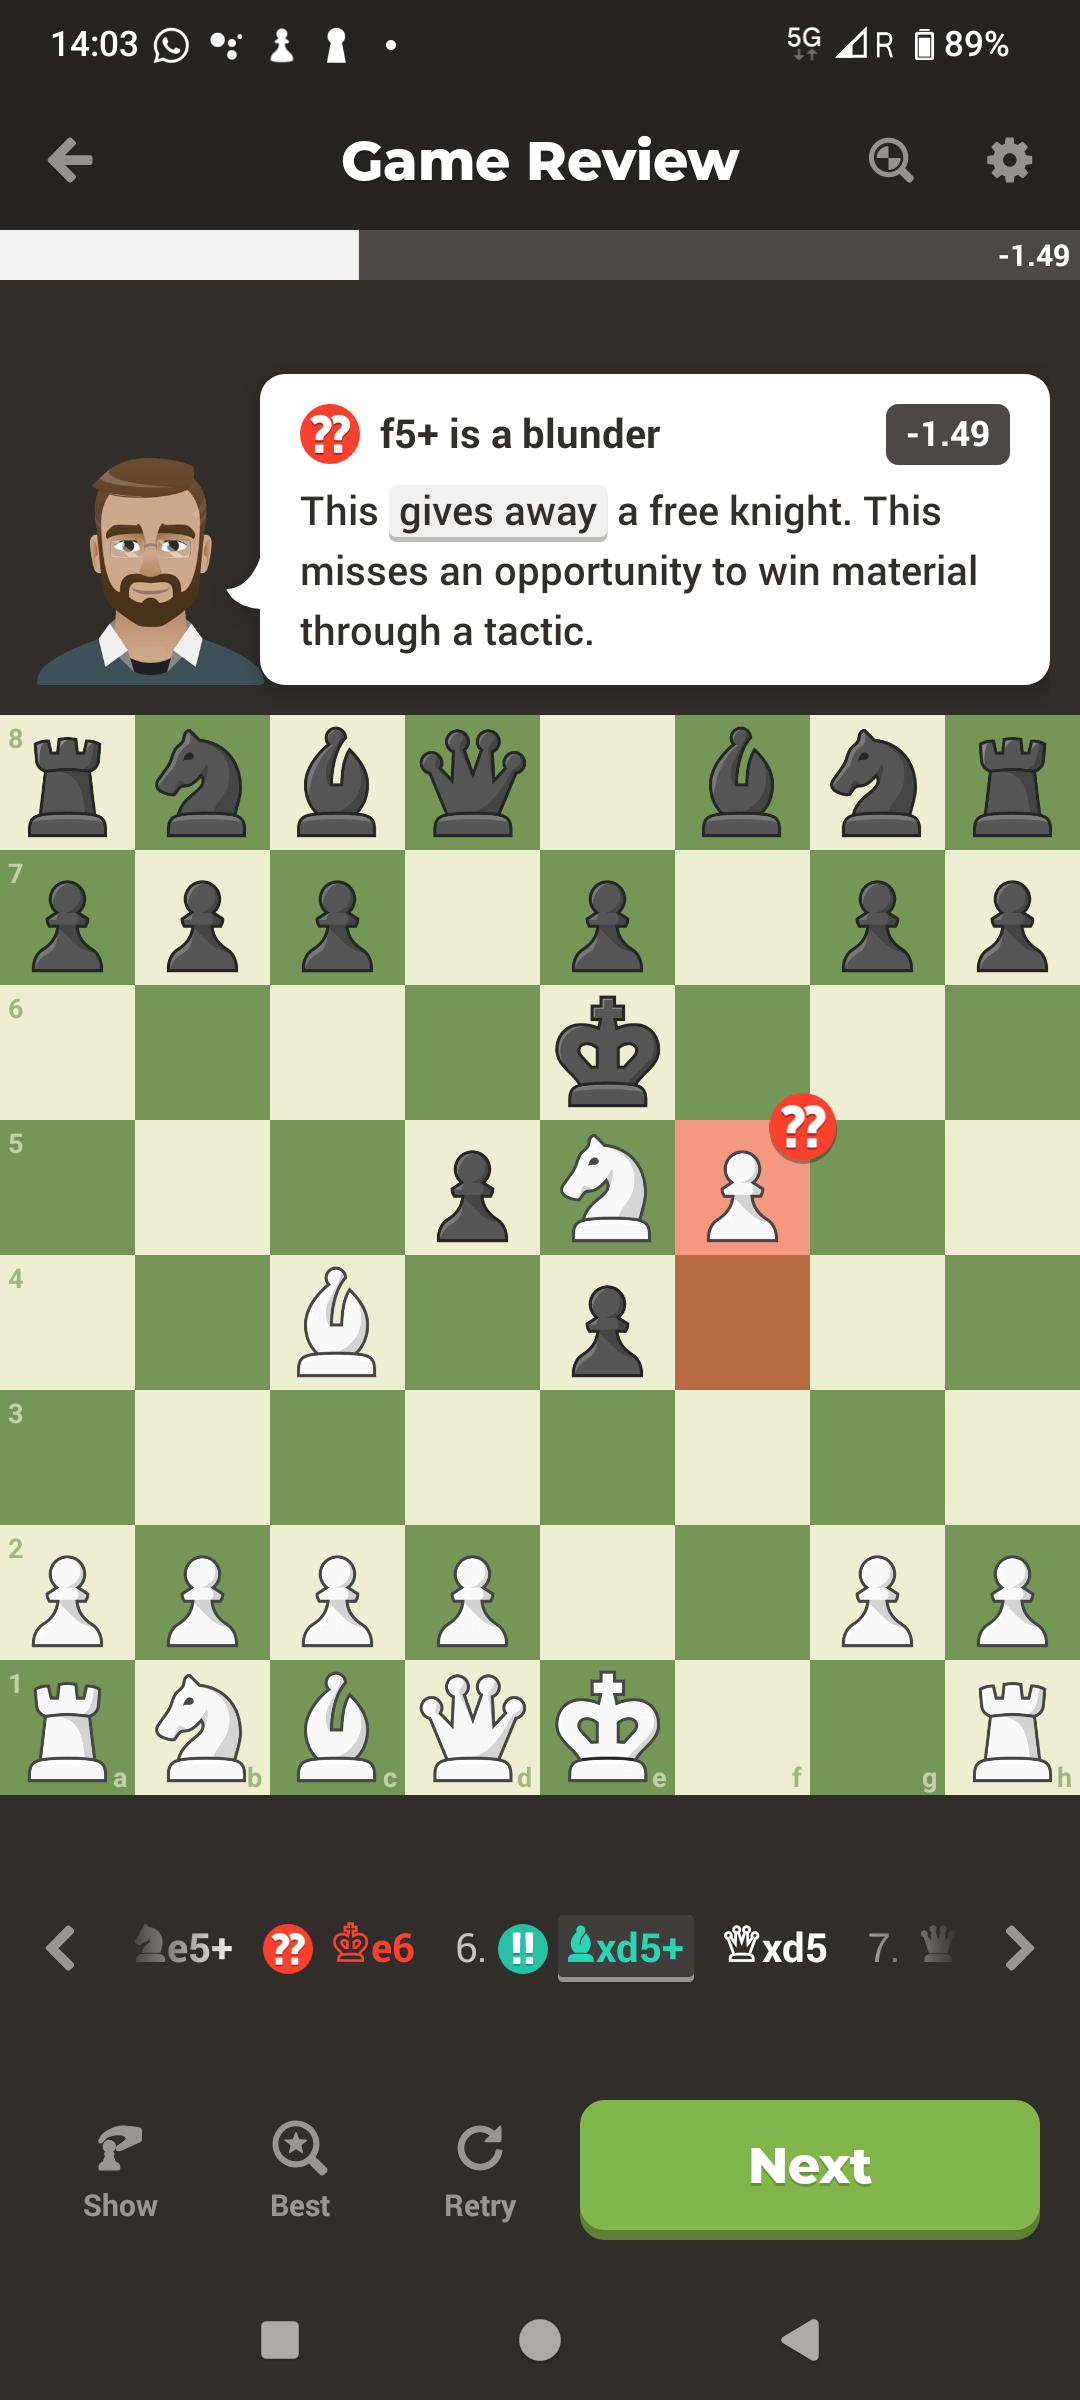 14:03
5G R 89%
Game Review
-1.49
?? f5+ is a blunder -1.49
This gives away a free knight. This
misses an opportunity to win material
through a tactic.
8
7
6
??
5
4
3
2
1
a b c d e f g h
e5+ ?? e6 6. !! xd5+ xd5 7.
Show Best Retry Next